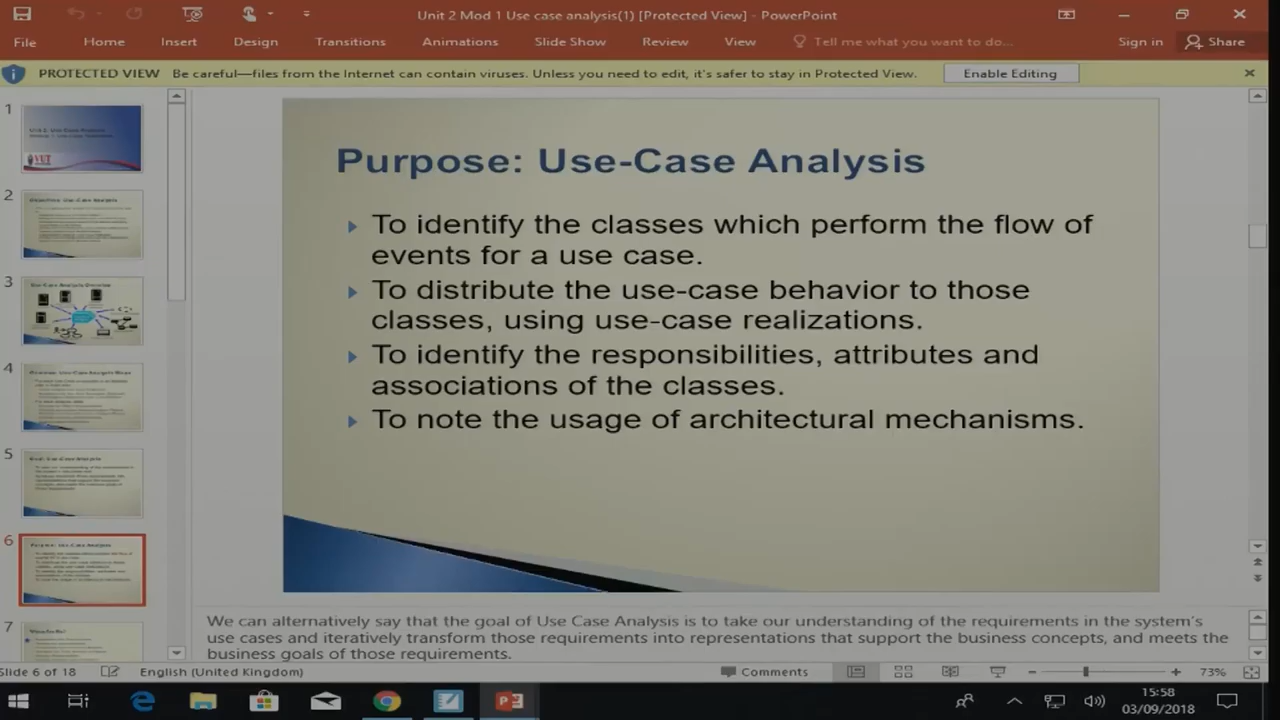 Unit 2 Mod 1 Use case analysis(1) [Protected View] - PowerPoint
File Home Insert Design Transitions Animations Slide Show Review View Tell me what you want to do... Sign in Share
PROTECTED VIEW Be careful—files from the Internet can contain viruses. Unless you need to edit, it's safer to stay in Protected View. Enable Editing
1
VUT
2
3
4
5
6
7
Purpose: Use-Case Analysis
To identify the classes which perform the flow of
events for a use case.
To distribute the use-case behavior to those
classes, using use-case realizations.
To identify the responsibilities, attributes and
associations of the classes.
To note the usage of architectural mechanisms.
We can alternatively say that the goal of Use Case Analysis is to take our understanding of the requirements in the system's
use cases and iteratively transform those requirements into representations that support the business concepts, and meets the
business goals of those requirements.
Slide 6 of 18 English (United Kingdom) Comments 73%
15:58
03/09/2018